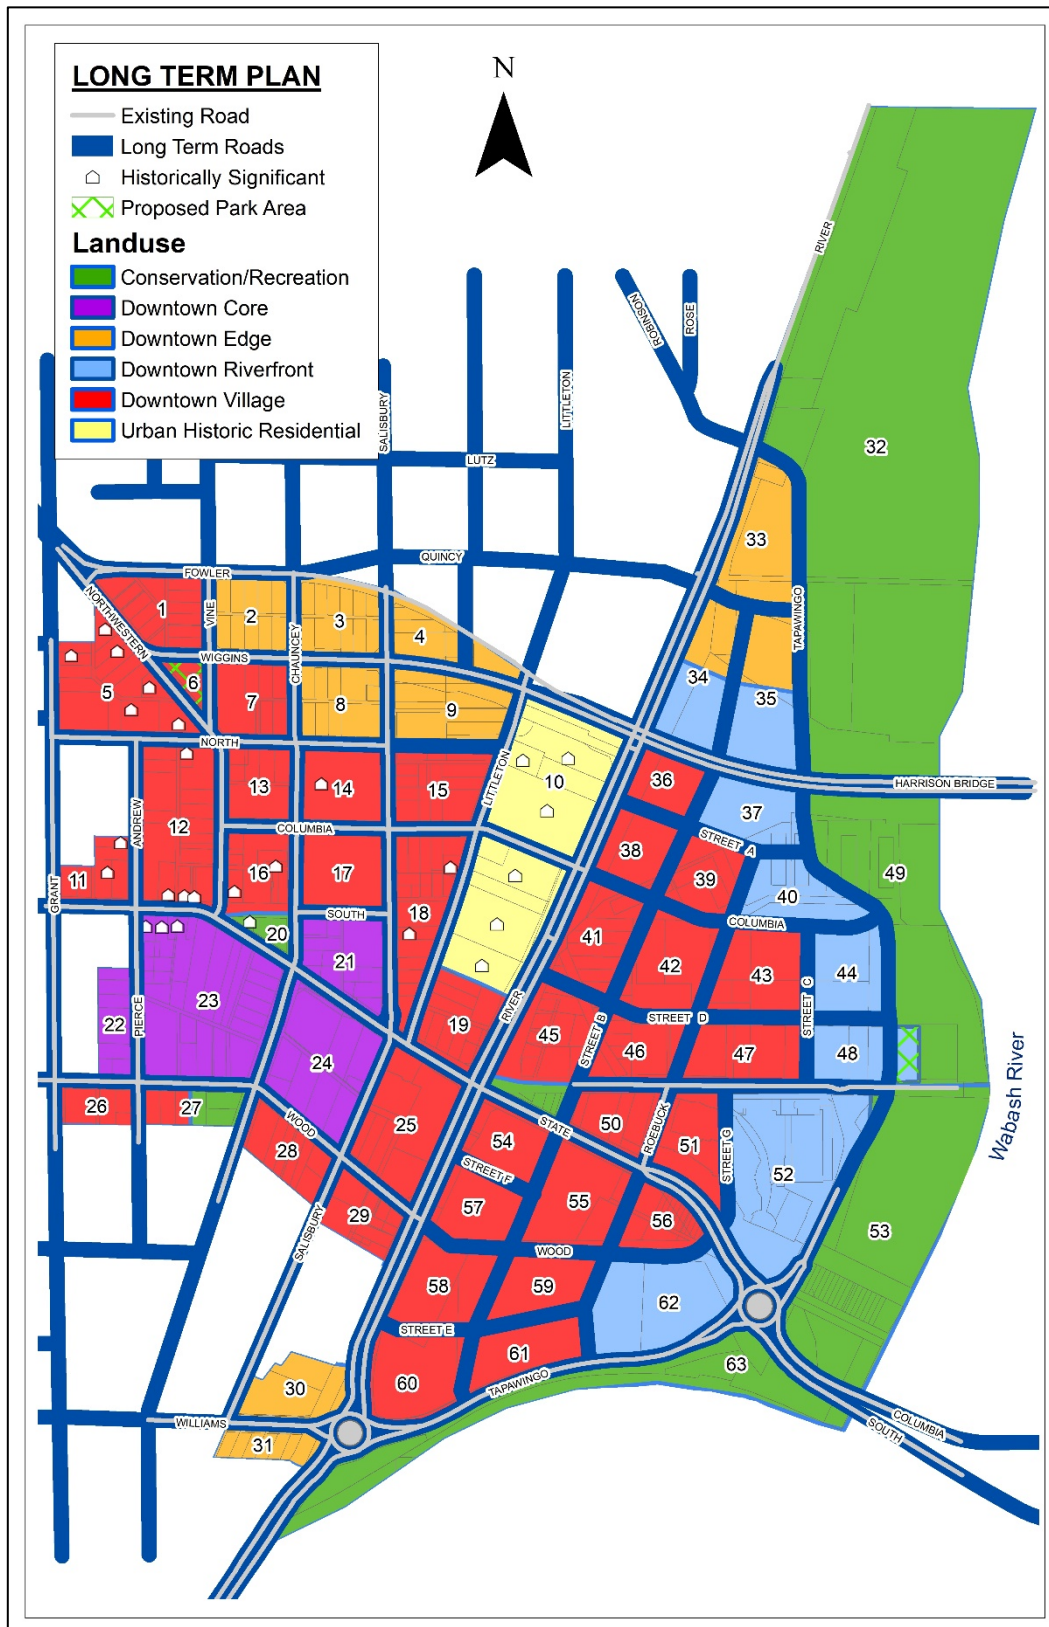 LONG TERM PLAN
Existing Road
Long Term Roads
Historically Significant
Proposed Park Area
Landuse
Conservation/Recreation
Downtown Core
Downtown Edge
Downtown Riverfront
Downtown Village
Urban Historic Residential
N
RIVER
ROBINSON
ROSE
SALISBURY
LITTLETON
LUTZ
32
33
QUINCY
FOWLER
NORTHWESTERN
VINE
CHAUNCEY
TAPAWINGO
1
2
3
4
WIGGINS
5
6
7
8
9
34
35
NORTH
LITTLETON
10
36
HARRISON BRIDGE
13
14
15
37
ANDREW
12
COLUMBIA
STREET A
38
39
40
49
11
16
17
18
GRANT
SOUTH
COLUMBIA
20
21
41
42
43
44
STREET C
22
23
PIERCE
19
RIVER
STREET D
45
STREET B
46
47
48
24
Wabash River
26
27
WOOD
25
STATE
50
ROEBUCK
51
STREET G
28
54
STREET F
52
29
57
55
56
53
SALISBURY
WOOD
58
59
62
STREET E
61
63
30
60
TAPAWINGO
WILLIAMS
31
COLUMBIA
SOUTH